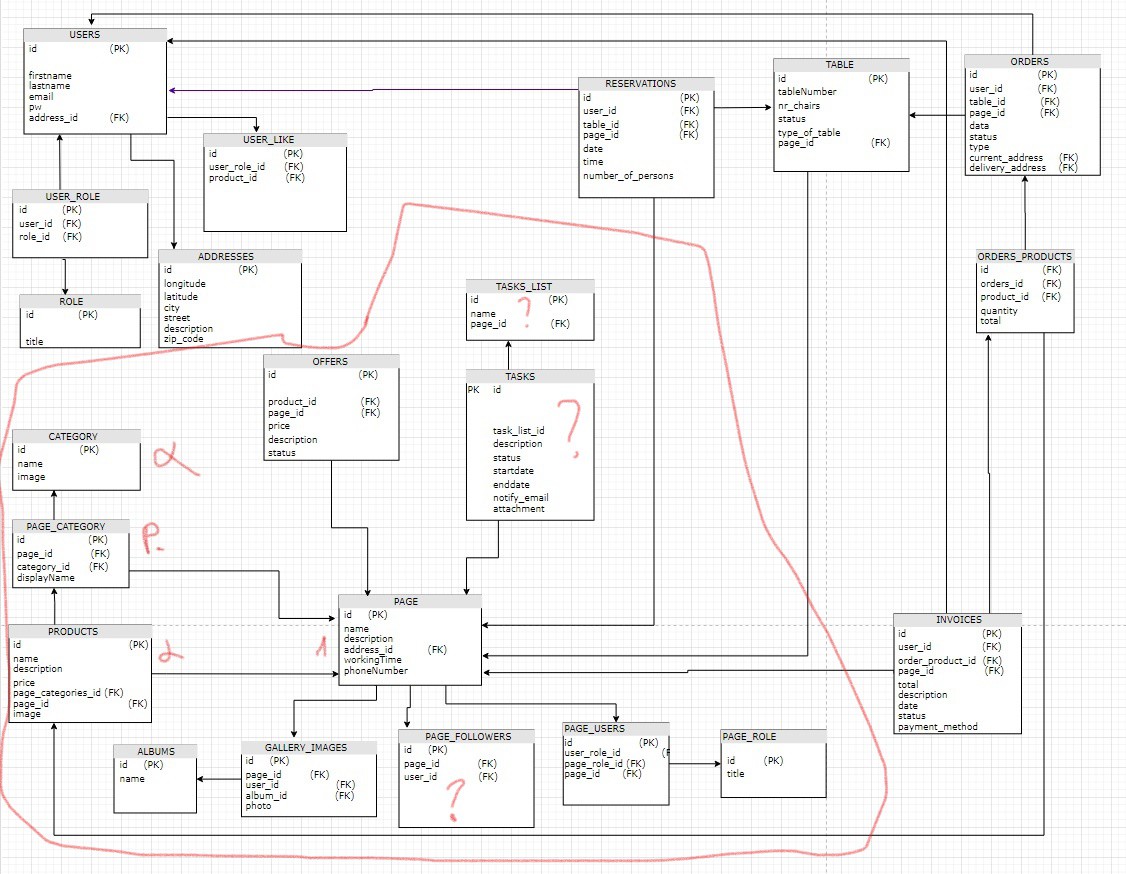 USERS
id (PK)
firstname
lastname
email
pw
address_id (FK)
USER_LIKE
id (PK)
user_role_id (FK)
product_id (FK)
USER_ROLE
id (PK)
user_id (FK)
role_id (FK)
ROLE
id (PK)
title
ADDRESSES
id (PK)
longitude
latitude
city
street
description
zip_code
RESERVATIONS
id (PK)
user_id (FK)
table_id (FK)
page_id (FK)
date
time
number_of_persons
TABLE
id (PK)
tableNumber
nr_chairs
status
type_of_table
page_id (FK)
ORDERS
id (PK)
user_id (FK)
table_id (FK)
page_id (FK)
data
status
type
current_address (FK)
delivery_address (FK)
ORDERS_PRODUCTS
id (FK)
orders_id (FK)
product_id (FK)
quantity
total
TASKS_LIST
id (PK)
name
page_id (FK)
?
TASKS
PK id
task_list_id
description
status
startdate
enddate
notify_email
attachment
?
OFFERS
id (PK)
product_id (FK)
page_id (FK)
price
description
status
CATEGORY
id (PK)
name
image
PAGE_CATEGORY
id (PK)
page_id (FK)
category_id (FK)
displayName
P.
PRODUCTS
id (PK)
name
description
price
page_categories_id (FK)
page_id (FK)
image
PAGE
id (PK)
name
description
address_id (FK)
workingTime
phoneNumber
1
INVOICES
id (PK)
user_id (FK)
order_product_id (FK)
page_id (FK)
total
description
date
status
payment_method
ALBUMS
id (PK)
name
GALLERY_IMAGES
id (PK)
page_id (FK)
user_id (FK)
album_id (FK)
photo
PAGE_FOLLOWERS
id (PK)
page_id (FK)
user_id (FK)
?
PAGE_USERS
id (PK)
user_role_id (F
page_role_id (FK)
page_id (FK)
PAGE_ROLE
id (PK)
title